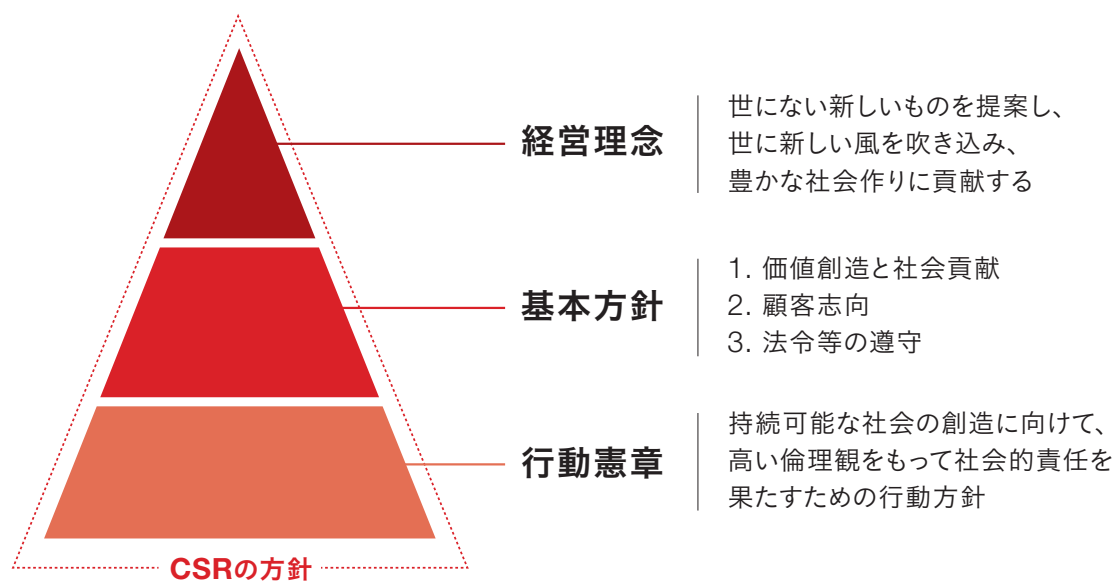 経営理念
世にない新しいものを提案し、
世に新しい風を吹き込み、
豊かな社会作りに貢献する
基本方針
1. 価値創造と社会貢献
2. 顧客志向
3. 法令等の遵守
行動憲章
持続可能な社会の創造に向けて、
高い倫理観をもって社会的責任を
果たすための行動方針
CSRの方針